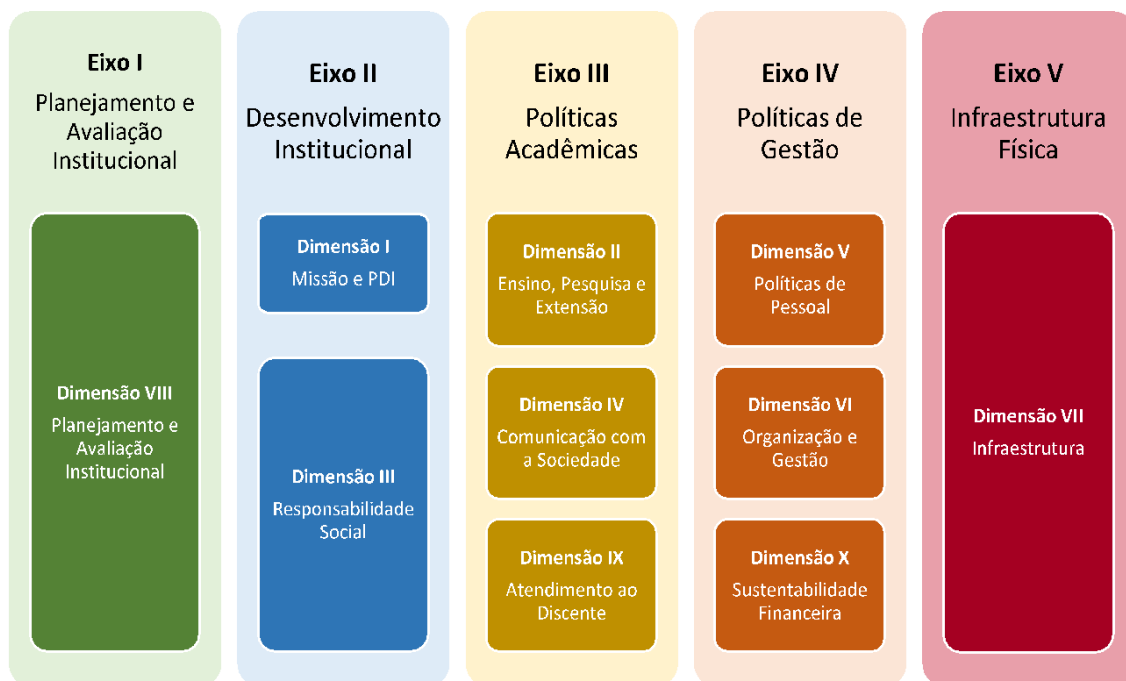 Eixo I
Planejamento e
Avaliação
Institucional
Dimensão VIII
Planejamento e
Avaliação
Institucional
Eixo II
Desenvolvimento
Institucional
Dimensão I
Missão e PDI
Dimensão III
Responsabilidade
Social
Eixo III
Políticas
Acadêmicas
Dimensão II
Ensino, Pesquisa e
Extensão
Dimensão IV
Comunicação com
a Sociedade
Dimensão IX
Atendimento ao
Discente
Eixo IV
Políticas de
Gestão
Dimensão V
Políticas de
Pessoal
Dimensão VI
Organização e
Gestão
Dimensão X
Sustentabilidade
Financeira
Eixo V
Infraestrutura
Física
Dimensão VII
Infraestrutura